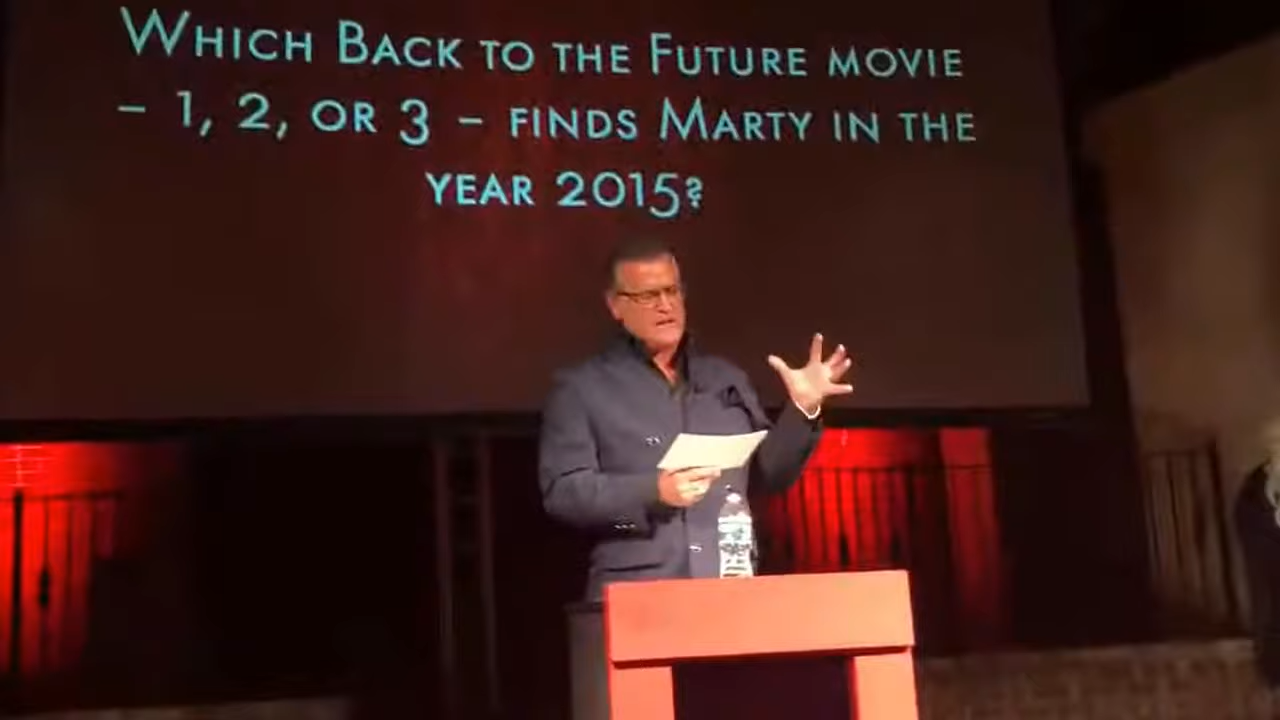 Which Back to the Future movie
– 1, 2, or 3 – finds Marty in the
year 2015?